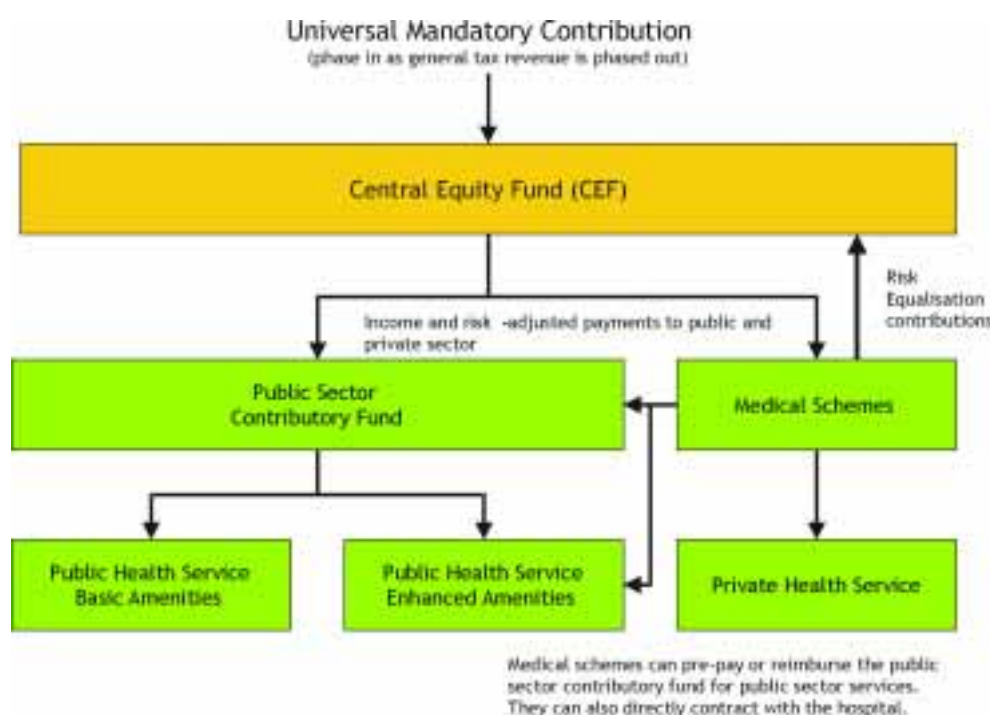 Universal Mandatory Contribution
(phase in as general tax revenue is phased out)
Central Equity Fund (CEF)
Risk
Equalisation
contributions
Income and risk -adjusted payments to public and
private sector
Public Sector
Contributory Fund
Medical Schemes
Public Health Service
Basic Amenities
Public Health Service
Enhanced Amenities
Private Health Service
Medical schemes can pre-pay or reimburse the public
sector contributory fund for public sector services.
They can also directly contract with the hospital.